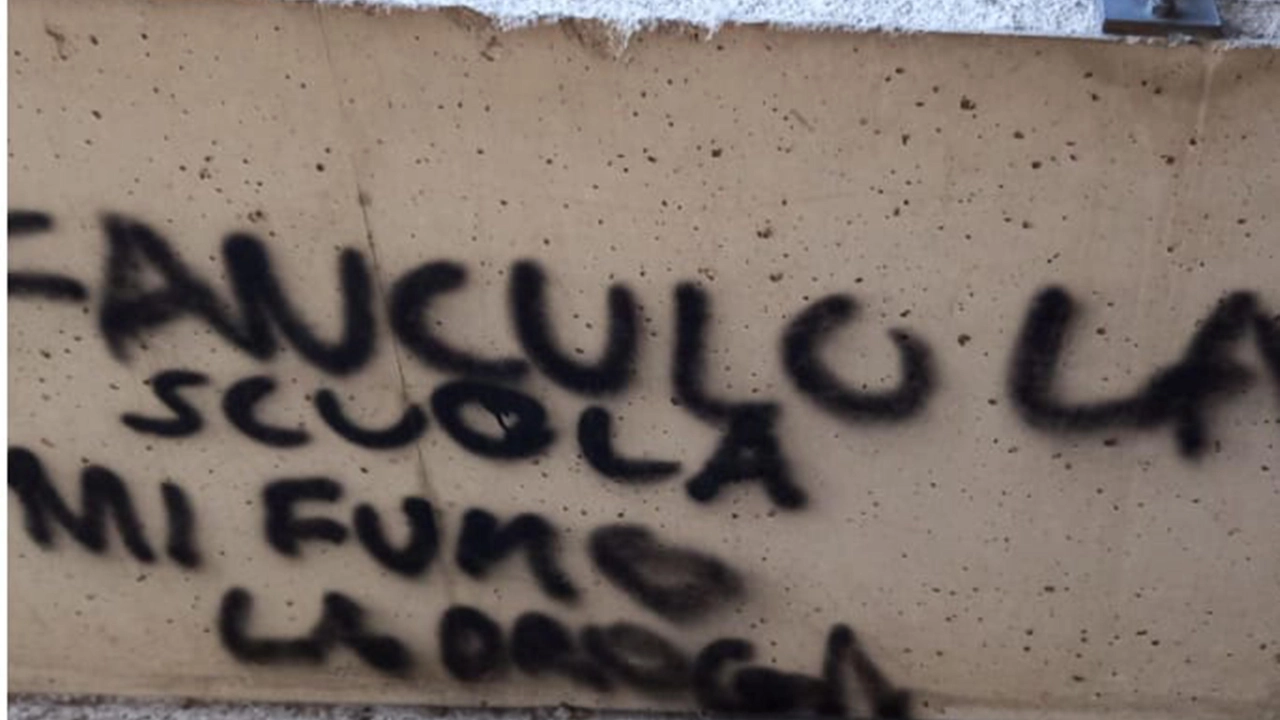 FANCULO LA
SCUOLA
MI FUMO
LA DROGA